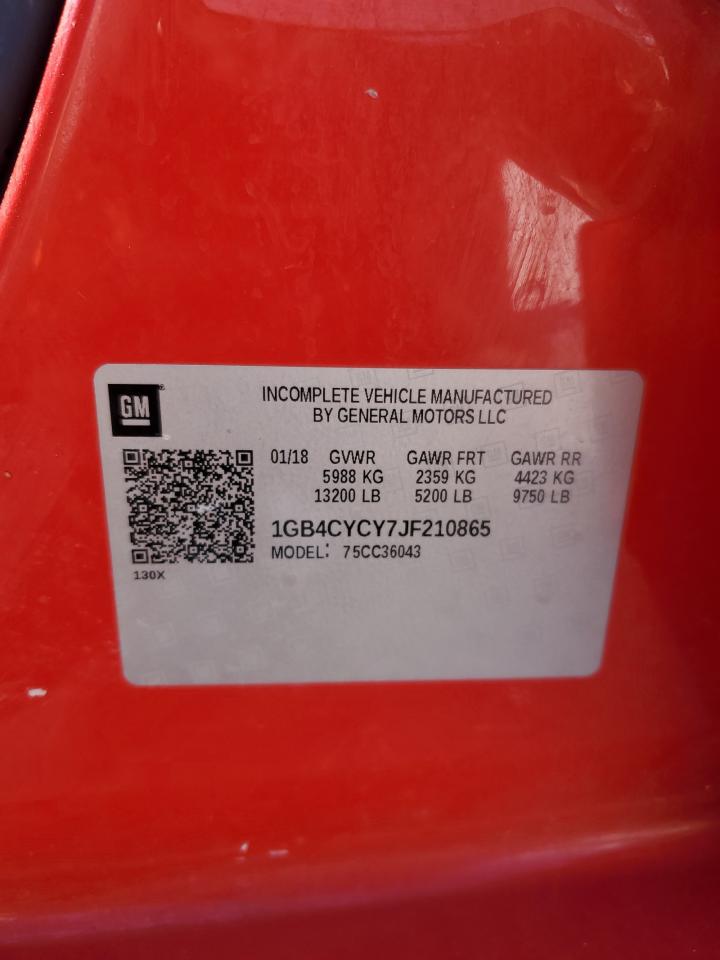 GM
INCOMPLETE VEHICLE MANUFACTURED
BY GENERAL MOTORS LLC
01/18 GVWR GAWR FRT GAWR RR
5988 KG 2359 KG 4423 KG
13200 LB 5200 LB 9750 LB
1GB4CYCY7JF210865
MODEL: 75CC36043
130X